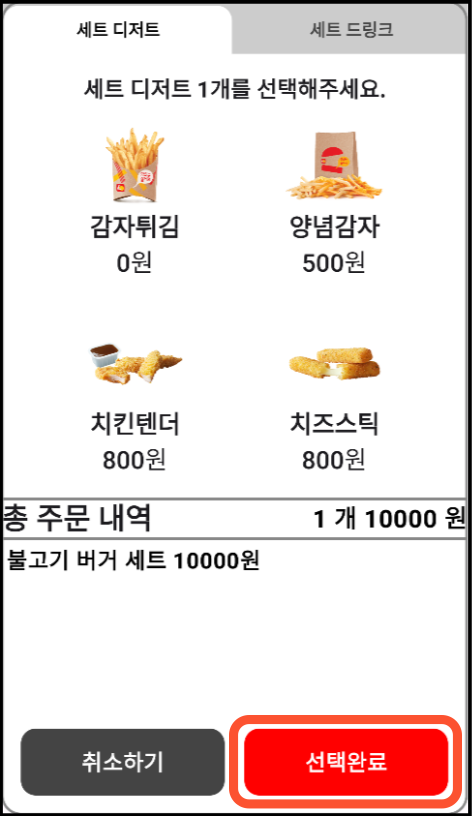 세트 디저트 세트 드링크
세트 디저트 1개를 선택해주세요.
감자튀김 양념감자
0원 500원
치킨텐더 치즈스틱
800원 800원
총 주문 내역 1 개 10000 원
불고기 버거 세트 10000원
취소하기 선택완료